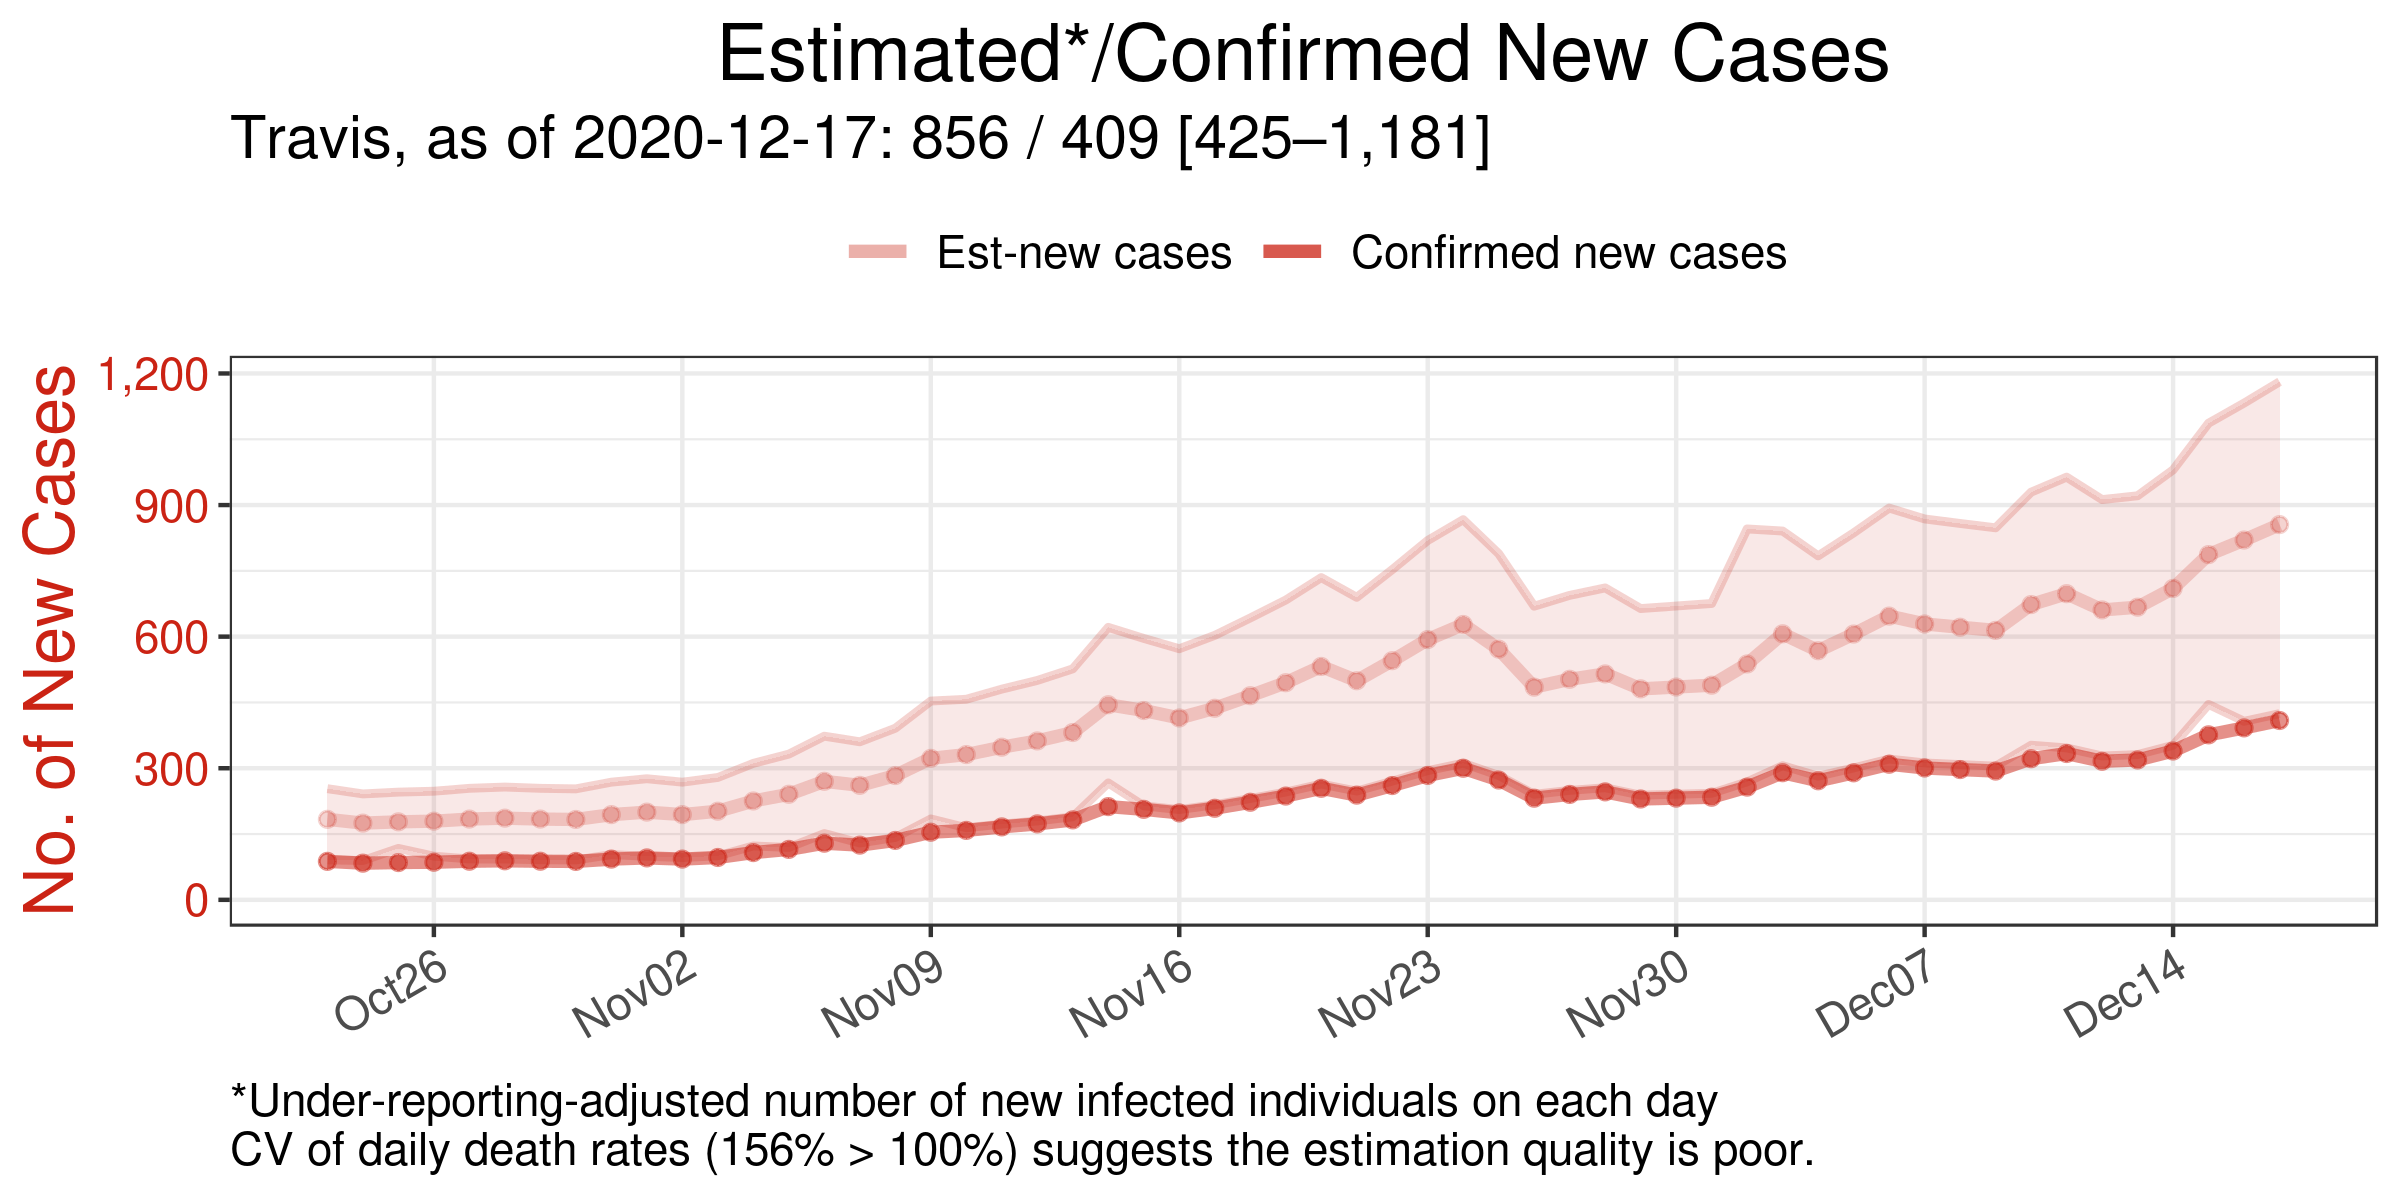 Estimated*/Confirmed New Cases
Travis, as of 2020-12-17: 856 / 409 [425–1,181]
Est-new cases
Confirmed new cases
No. of New Cases
1,200
900
600
300
0
Oct26
Nov02
Nov09
Nov16
Nov23
Nov30
Dec07
Dec14
*Under-reporting-adjusted number of new infected individuals on each day
CV of daily death rates (156% > 100%) suggests the estimation quality is poor.